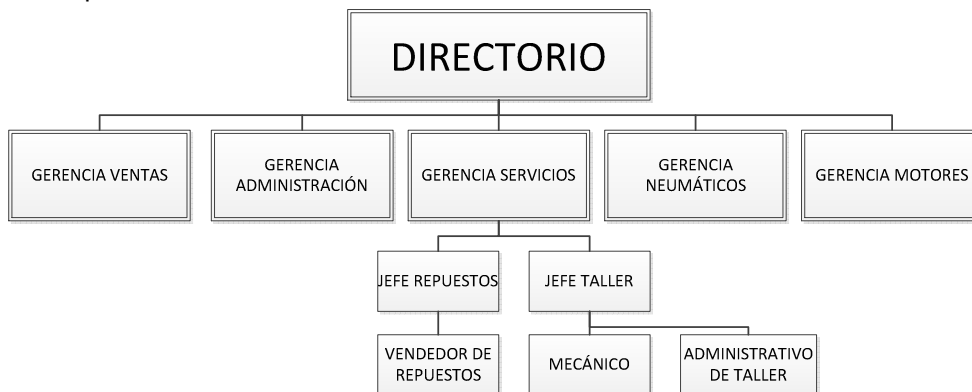 DIRECTORIO
GERENCIA VENTAS
GERENCIA
ADMINISTRACIÓN
GERENCIA SERVICIOS
GERENCIA
NEUMÁTICOS
GERENCIA MOTORES
JEFE REPUESTOS
JEFE TALLER
VENDEDOR DE
REPUESTOS
MECÁNICO
ADMINISTRATIVO
DE TALLER